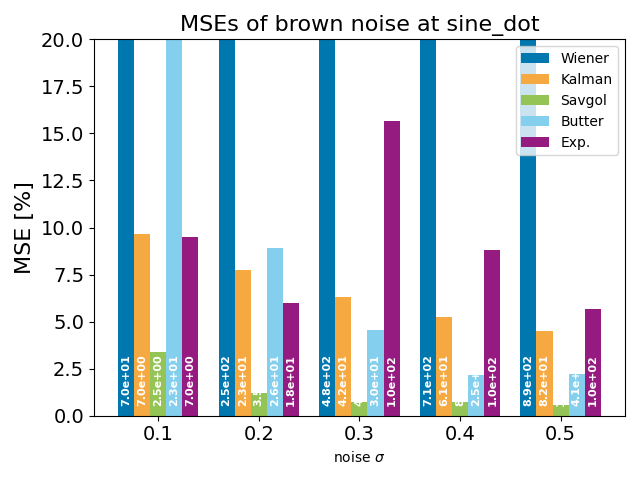 MSEs of brown noise at sine_dot
MSE [%]
20.0
17.5
15.0
12.5
10.0
7.5
5.0
2.5
0.0
Wiener
Kalman
Savgol
Butter
Exp.
7.0e+01
7.0e+00
2.5e+00
2.3e+01
7.0e+00
2.5e+02
2.3e+01
2.6e+01
1.8e+01
4.8e+02
4.2e+01
3.0e+01
1.0e+02
7.1e+02
6.1e+01
1.0e+02
8.9e+02
8.2e+01
1.0e+02
0.1
0.2
0.3
0.4
0.5
noise σ